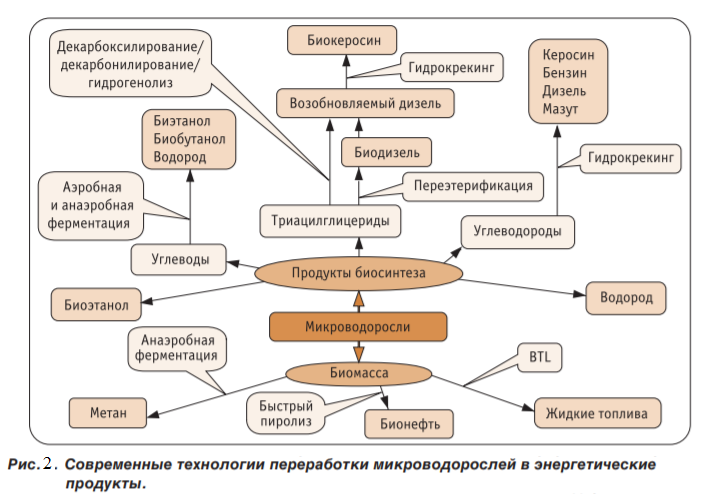 Декарбоксилирование/
декарбонилирование/
гидрогенолиз
Биокеросин
Гидрокрекинг
Керосин
Бензин
Дизель
Мазут
Возобновляемый дизель
Биэтанол
Биобутанол
Водород
Биодизель
Гидрокрекинг
Аэробная
и анаэробная
ферментация
Переэтерификация
Триацилглицериды
Углеводороды
Углеводы
Продукты биосинтеза
Биоэтанол
Водород
Микроводоросли
Анаэробная
ферментация
BTL
Биомасса
Быстрый
пиролиз
Метан
Бионефть
Жидкие топлива
Рис. 2. Современные технологии переработки микроводорослей в энергетические
продукты.